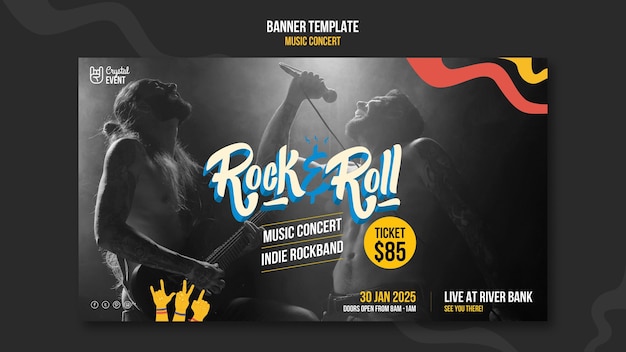 BANNER TEMPLATE
MUSIC CONCERT
Crystal
EVENT
Rock & Roll
MUSIC CONCERT
INDIE ROCKBAND
TICKET
$85
30 JAN 2025
DOORS OPEN FROM 8AM - 1AM
LIVE AT RIVER BANK
SEE YOU THERE!